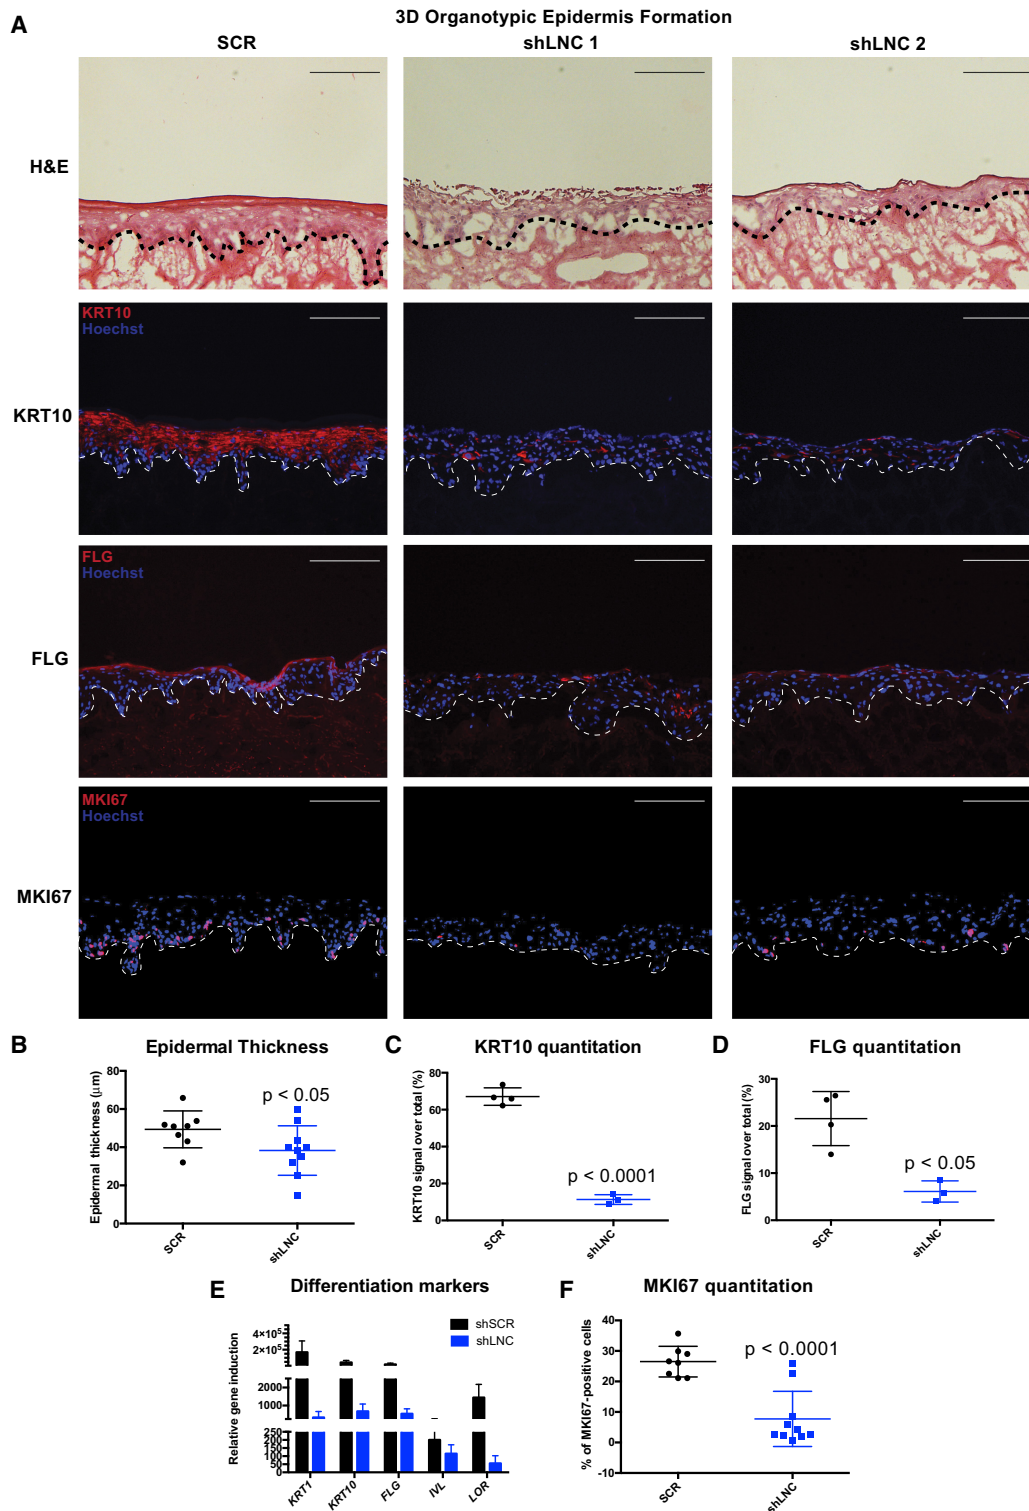 A
3D Organotypic Epidermis Formation
SCR
shLNC 1
shLNC 2
H&E
KRT10
Hoechst
KRT10
FLG
Hoechst
FLG
MKI67
Hoechst
MKI67
B
Epidermal Thickness
Epidermal thickness (μm)
80
60
40
20
0
p < 0.05
SCR
shLNC
C
KRT10 quantitation
KRT10 signal over total (%)
80
60
40
20
0
p < 0.0001
SCR
shLNC
D
FLG quantitation
FLG signal over total (%)
30
20
10
0
p < 0.05
SCR
shLNC
E
Differentiation markers
shSCR
shLNC
Relative gene induction
4×10⁵
2×10⁵
2000
1000
250
200
150
100
50
0
KRT1
KRT10
FLG
IVL
LOR
F
MKI67 quantitation
% of MKI67-positive cells
40
30
20
10
0
-10
p < 0.0001
SCR
shLNC